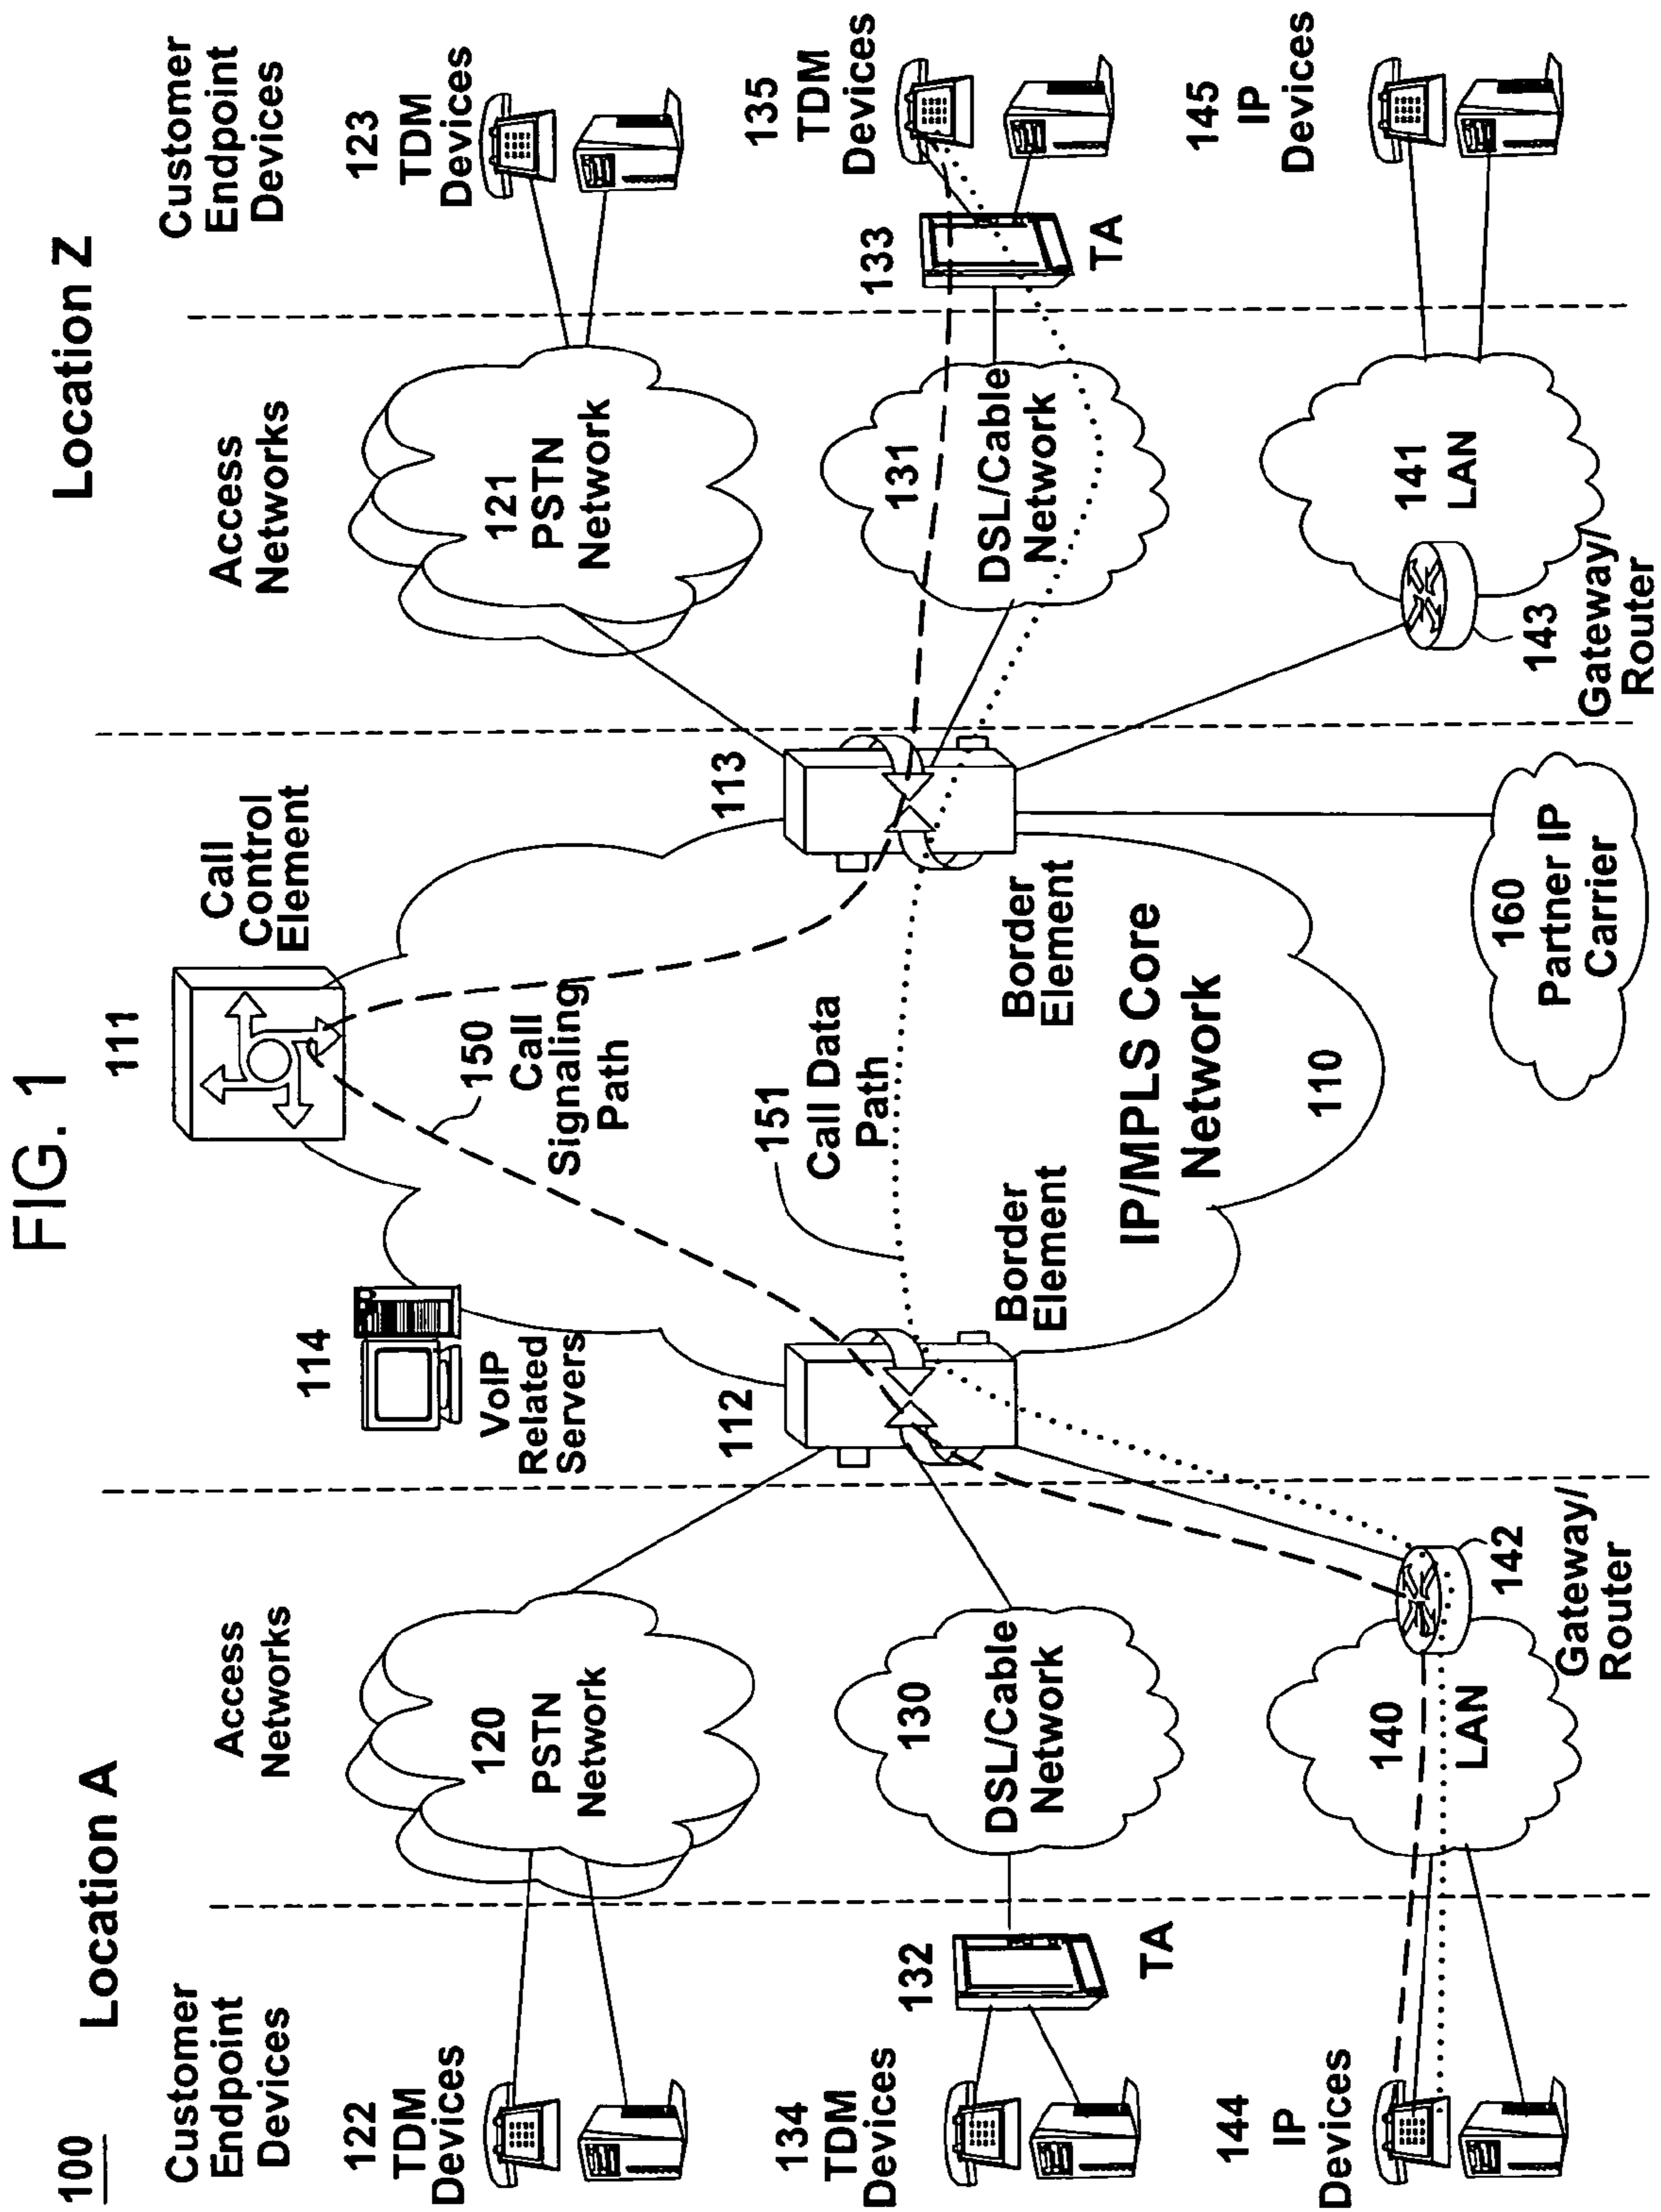 FIG. 1
100
Location A
Location Z
Customer
Endpoint
Devices
Access
Networks
111
Call
Control
Element
Access
Networks
Customer
Endpoint
Devices
114
VoIP
Related
Servers
150
Call
Signaling
Path
122
TDM
Devices
120
PSTN
Network
121
PSTN
Network
123
TDM
Devices
112
113
151
Call Data
Path
134
TDM
Devices
132
TA
130
DSL/Cable
Network
Border
Element
Border
Element
131
DSL/Cable
Network
133
TA
135
TDM
Devices
IP/MPLS Core
Network
110
144
IP
Devices
140
LAN
142
Gateway/
Router
160
Partner IP
Carrier
143
Gateway/
Router
141
LAN
145
IP
Devices